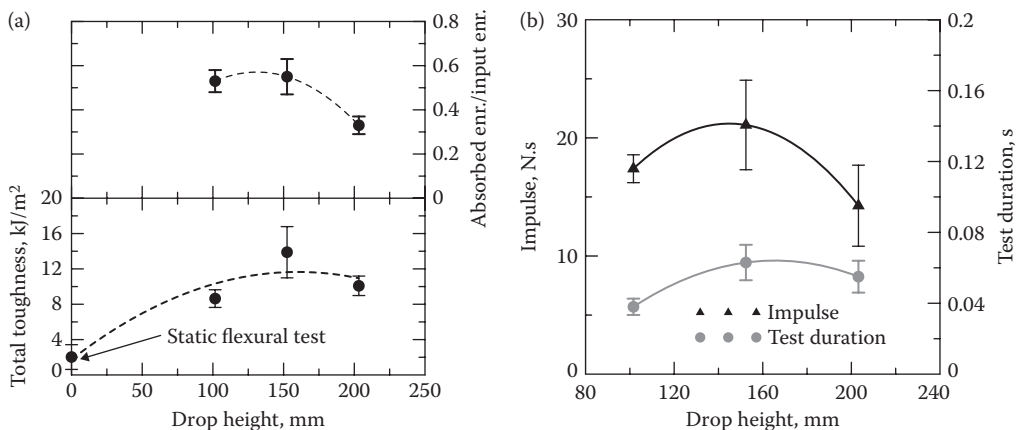 (a)
0.8
0.6
0.4
0.2
0
Absorbed enr./input enr.
20
16
12
8
4
0
Total toughness, kJ/m²
Static flexural test
0 50 100 150 200 250
Drop height, mm
(b)
30
20
10
0
Impulse, N.s
0.2
0.16
0.12
0.08
0.04
0
Test duration, s
Impulse
Test duration
80 120 160 200 240
Drop height, mm